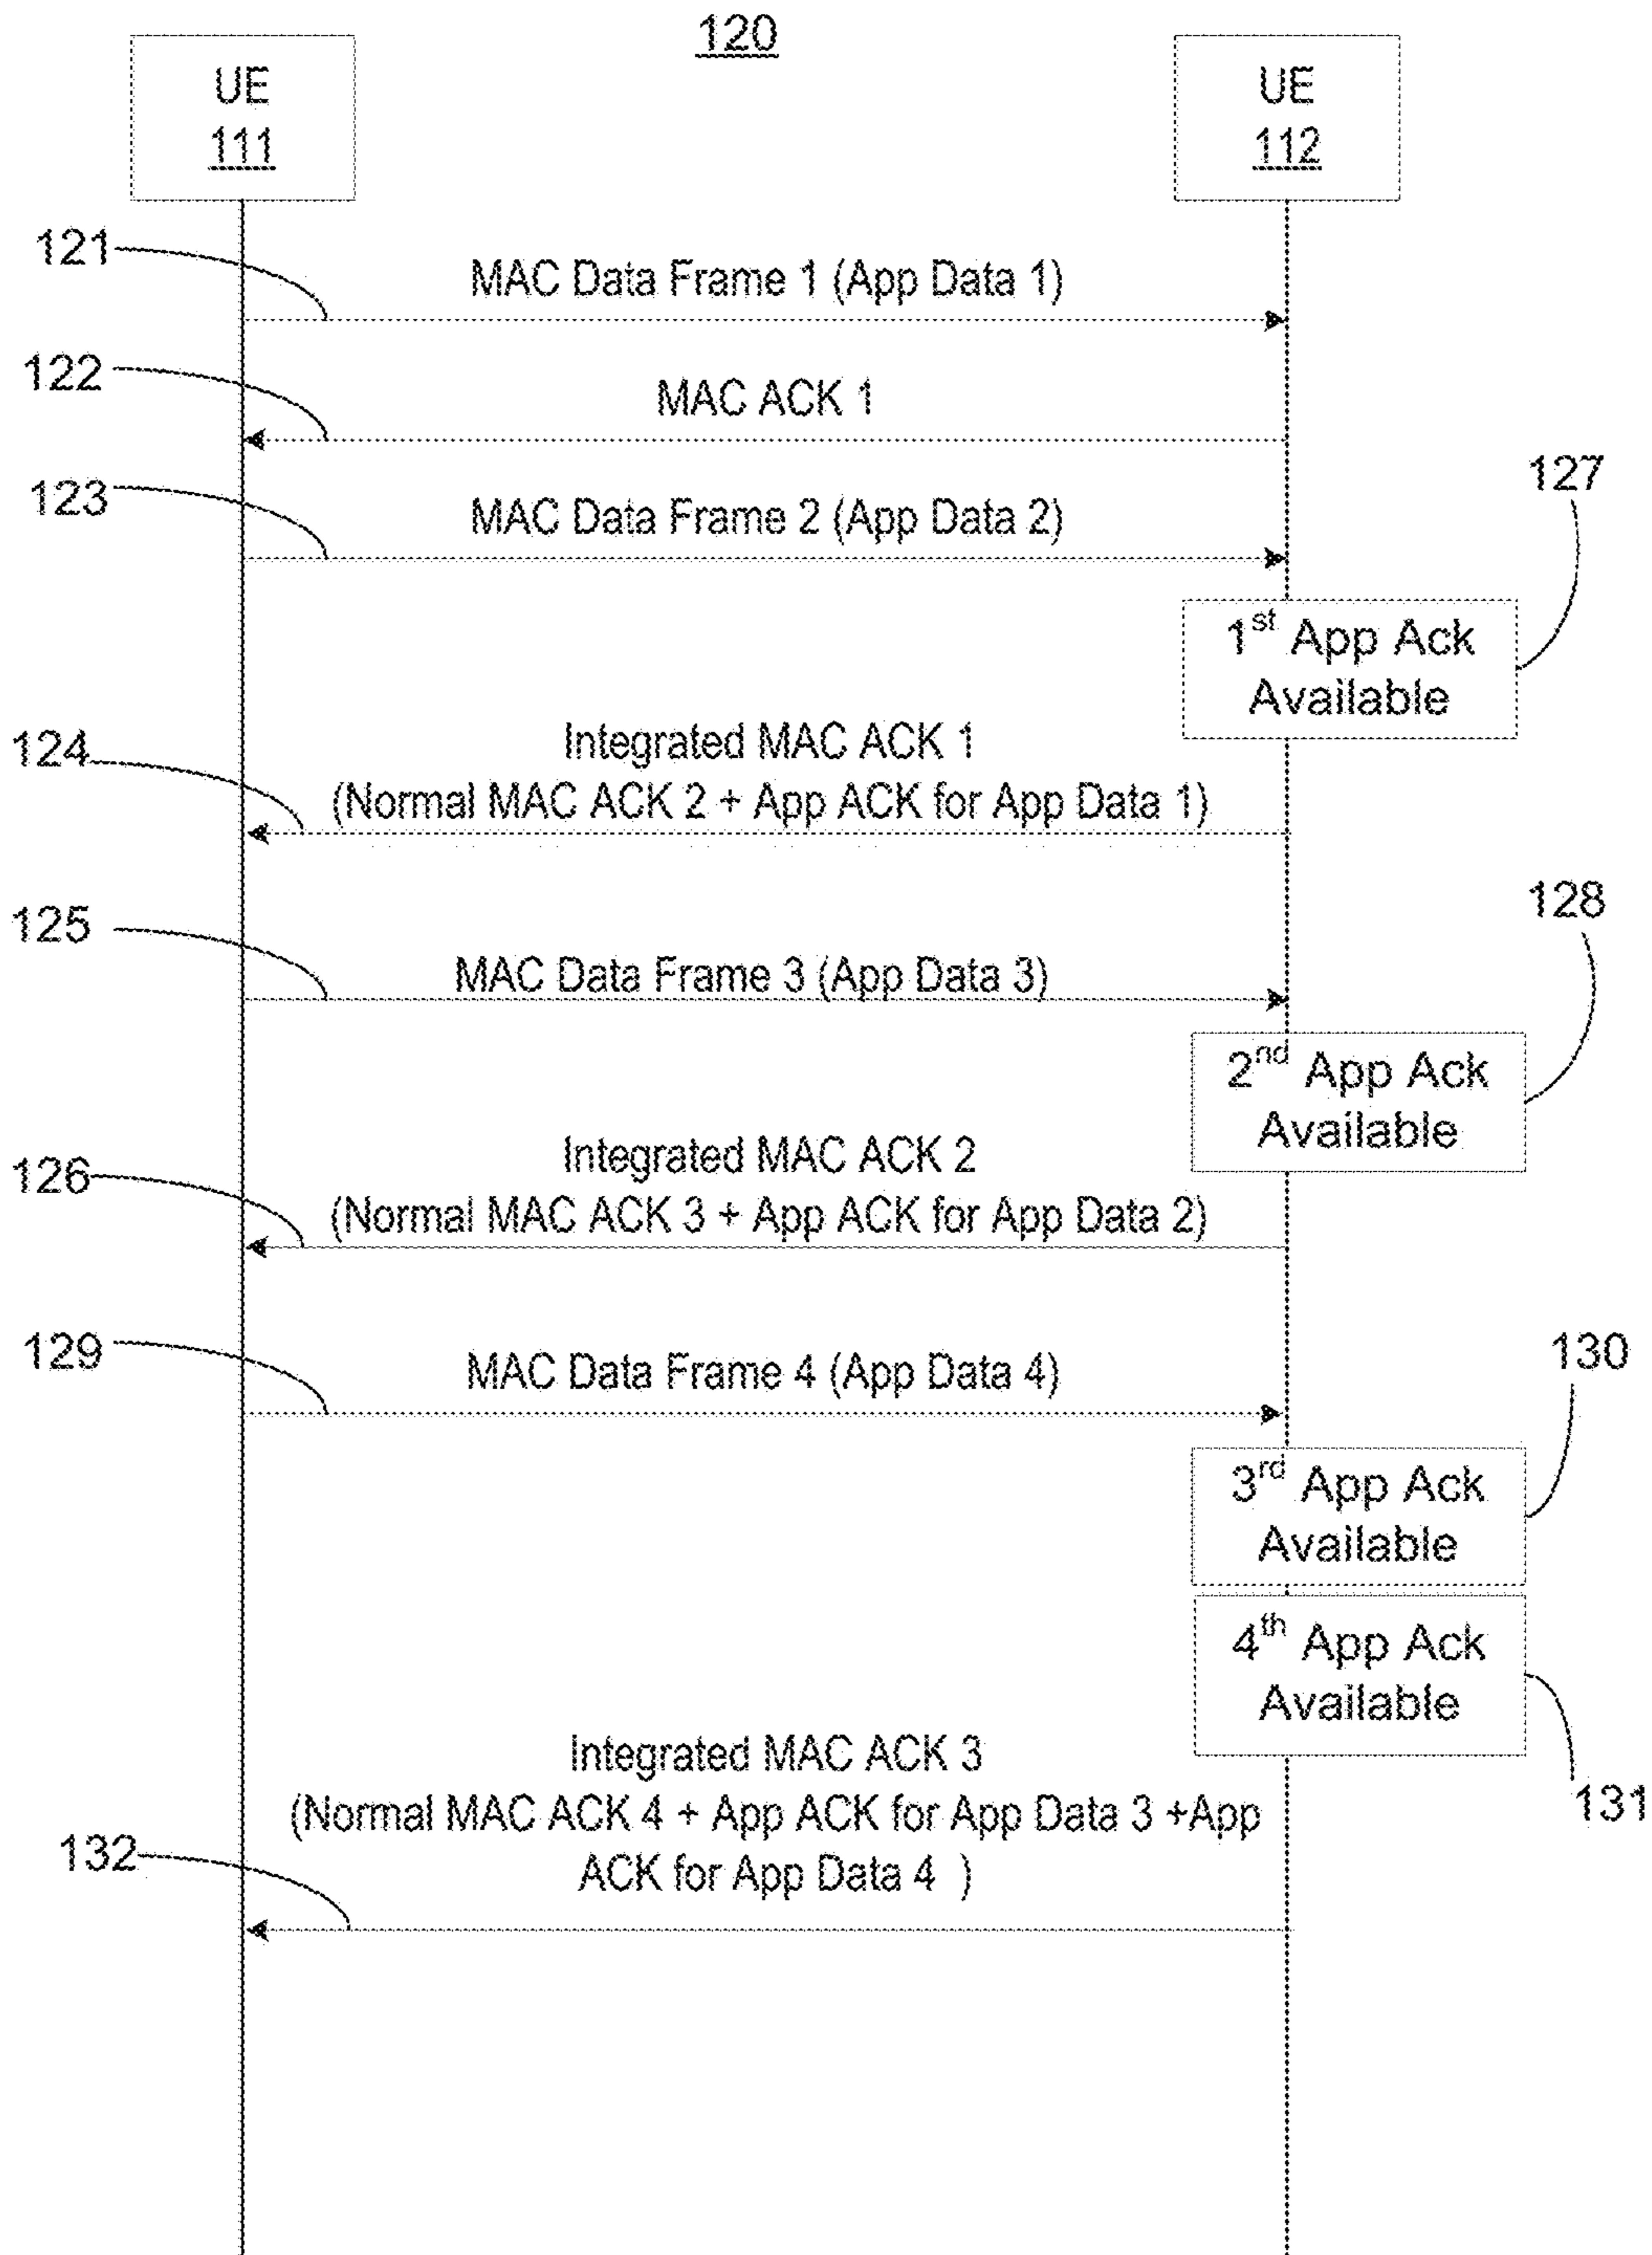 120
UE
111
UE
112
121
MAC Data Frame 1 (App Data 1)
122
MAC ACK 1
123
MAC Data Frame 2 (App Data 2)
127
1st App Ack
Available
124
Integrated MAC ACK 1
(Normal MAC ACK 2 + App ACK for App Data 1)
128
125
MAC Data Frame 3 (App Data 3)
2nd App Ack
Available
126
Integrated MAC ACK 2
(Normal MAC ACK 3 + App ACK for App Data 2)
129
MAC Data Frame 4 (App Data 4)
130
3rd App Ack
Available
4th App Ack
Available
131
Integrated MAC ACK 3
(Normal MAC ACK 4 + App ACK for App Data 3 +App
ACK for App Data 4 )
132